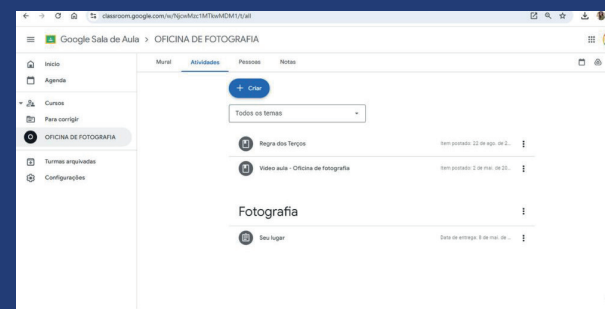 classroom.google.com/w/NjcwMzc1MTkwMDM1/t/all
Google Sala de Aula > OFICINA DE FOTOGRAFIA
Início
Agenda
Cursos
Para corrigir
O OFICINA DE FOTOGRAFIA
Turmas arquivadas
Configurações
Mural Atividades Pessoas Notas
+ Criar
Todos os temas
Regra dos Terços Item postado: 22 de ago. de 2...
Video aula - Oficina de fotografia Item postado: 2 de mai. de 20...
Fotografia
Seu lugar Data de entrega: 8 de mai. de ...